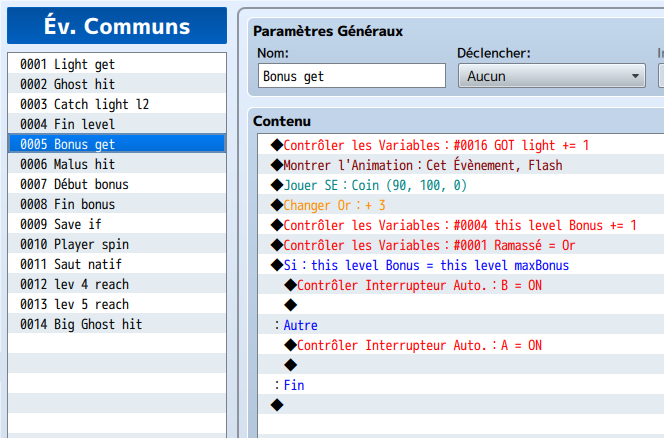 Év. Communs
0001 Light get
0002 Ghost hit
0003 Catch light l2
0004 Fin level
0005 Bonus get
0006 Malus hit
0007 Début bonus
0008 Fin bonus
0009 Save if
0010 Player spin
0011 Saut natif
0012 lev 4 reach
0013 lev 5 reach
0014 Big Ghost hit
Paramètres Généraux
Nom:
Déclencher:
Bonus get
Aucun
Contenu
◆Contrôler les Variables : #0016 GOT light += 1
◆Montrer l'Animation : Cet Évènement, Flash
◆Jouer SE : Coin (90, 100, 0)
◆Changer Or : + 3
◆Contrôler les Variables : #0004 this level Bonus += 1
◆Contrôler les Variables : #0001 Ramassé = Or
◆Si : this level Bonus = this level maxBonus
◆Contrôler Interrupteur Auto. : B = ON
◆
: Autre
◆Contrôler Interrupteur Auto. : A = ON
◆
: Fin
◆